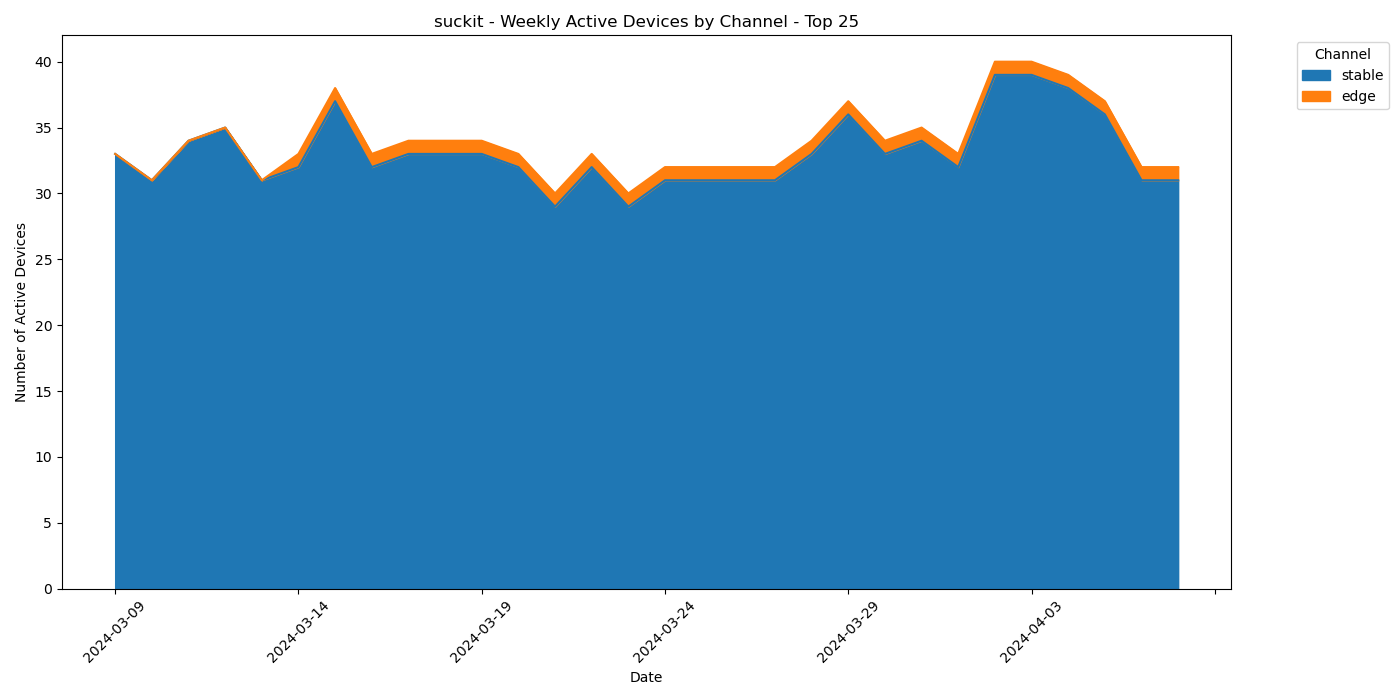 suckit - Weekly Active Devices by Channel - Top 25
Channel
stable
edge
Number of Active Devices
40
35
30
25
20
15
10
5
0
2024-03-09
2024-03-14
2024-03-19
2024-03-24
2024-03-29
2024-04-03
Date